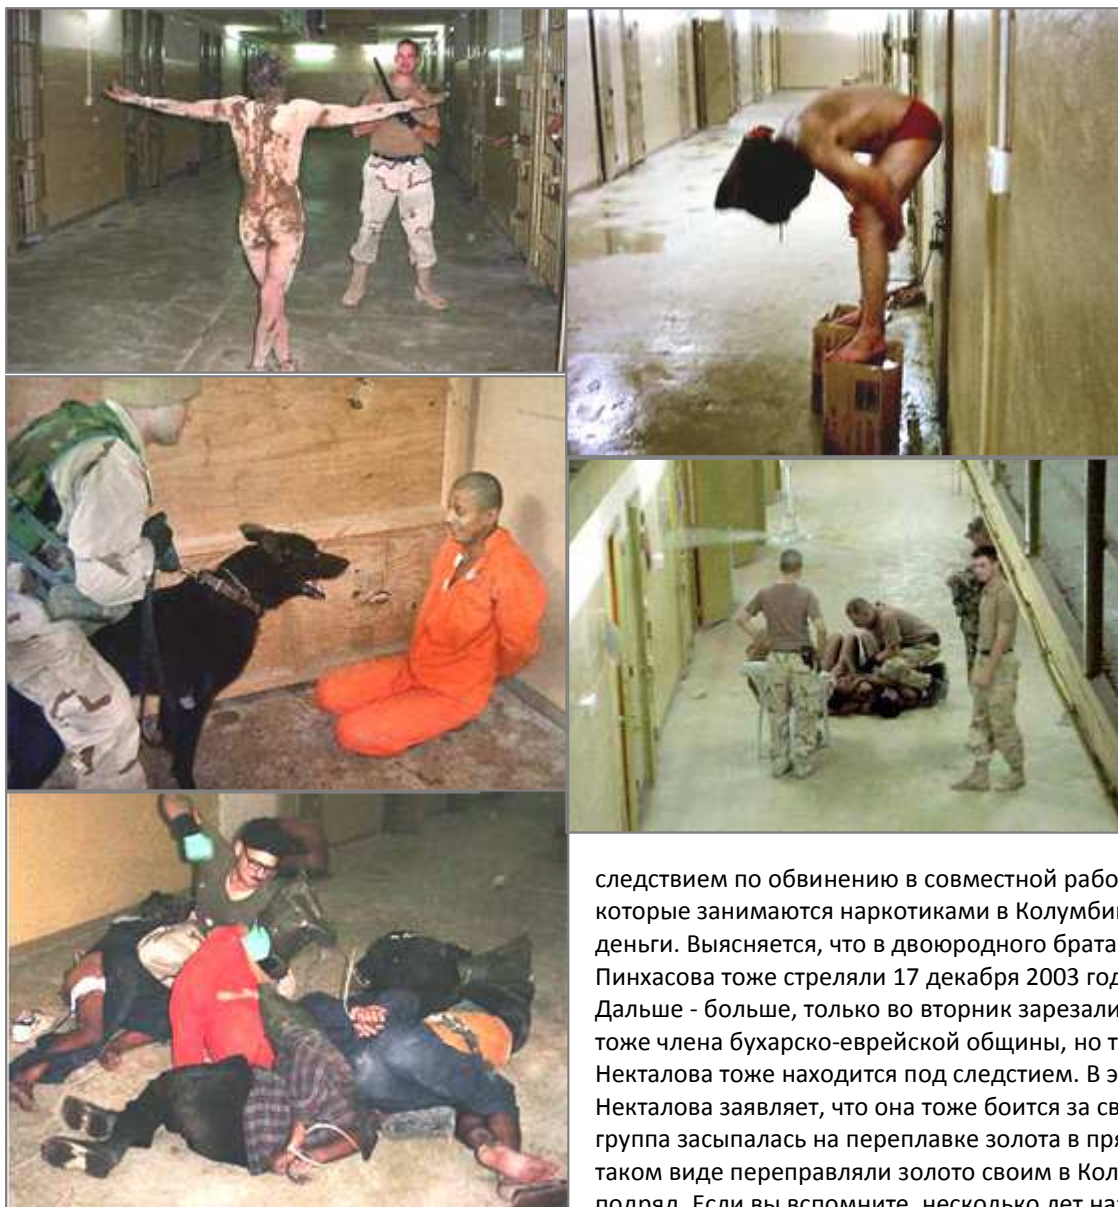 следствием по обвинению в совместной рабо
которые занимаются наркотиками в Колумби
деньги. Выясняется, что в двоюродного брата
Пинхасова тоже стреляли 17 декабря 2003 год
Дальше - больше, только во вторник зарезали
тоже члена бухарско-еврейской общины, но т
Некталова тоже находится под следстием. В э
Некталова заявляет, что она тоже боится за св
группа засыпалась на переплавке золота в пря
таком виде переправляли золото своим в Кол
подряд. Если вы вспомните, несколько лет наз